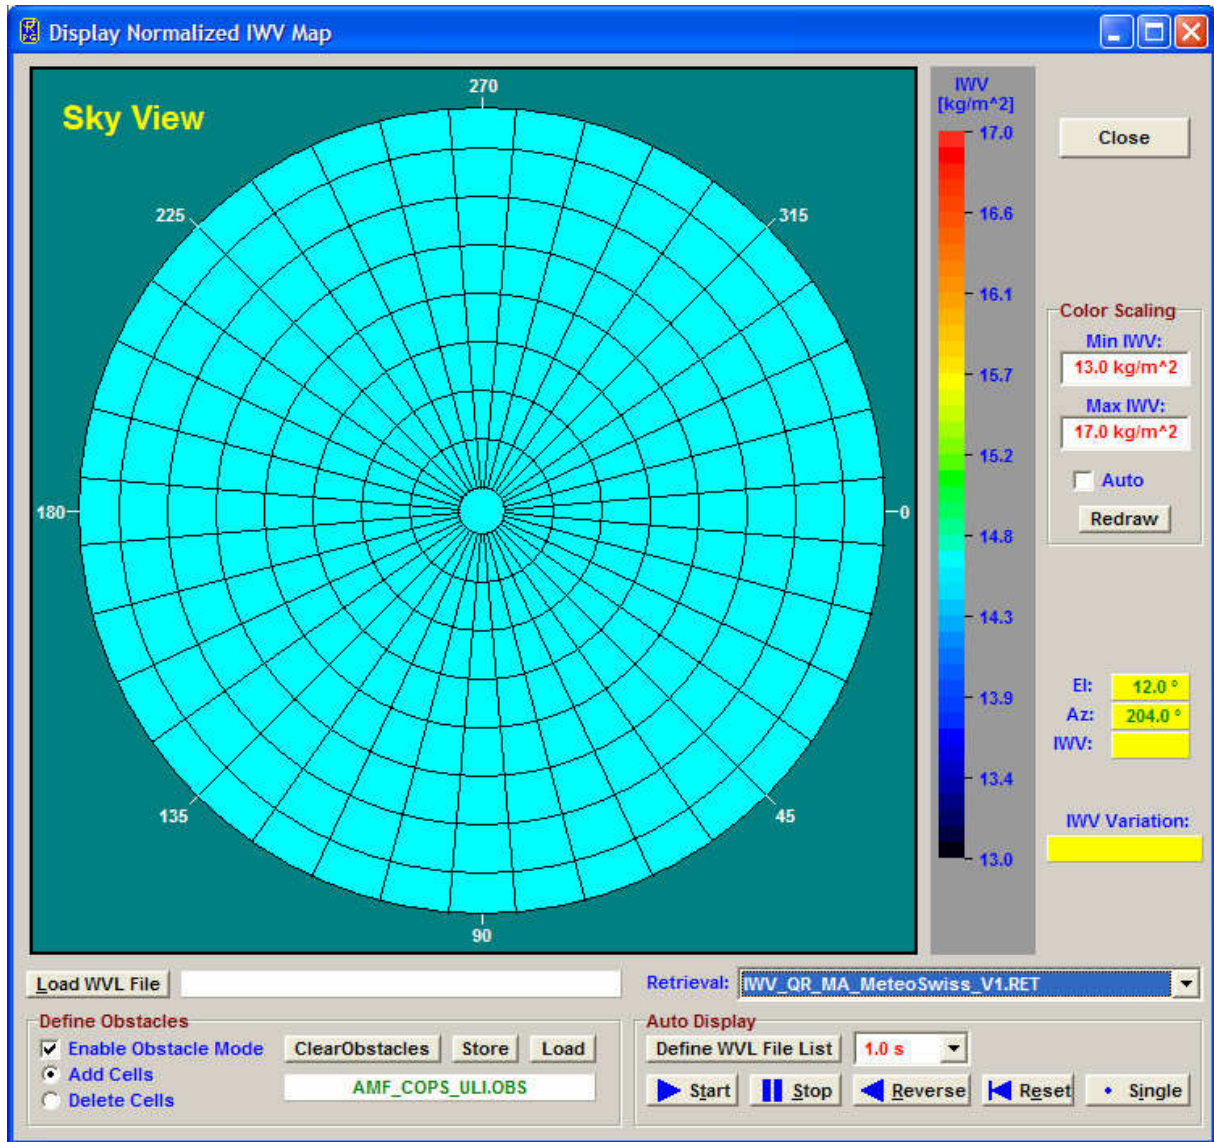 Display Normalized IWV Map
Sky View
270
225
315
180
0
135
45
90
IWV
[kg/m^2]
17.0
16.6
16.1
15.7
15.2
14.8
14.3
13.9
13.4
13.0
Close
Color Scaling
Min IWV:
13.0 kg/m^2
Max IWV:
17.0 kg/m^2
Auto
Redraw
El: 12.0 °
Az: 204.0 °
IWV:
IWV Variation:
Load WVL File
Retrieval: IWV_QR_MA_MeteoSwiss_V1.RET
Define Obstacles
Enable Obstacle Mode ClearObstacles Store Load
Add Cells
AMF_COPS_ULI.OBS
Delete Cells
Auto Display
Define WVL File List 1.0 s
Start Stop Reverse Reset Single